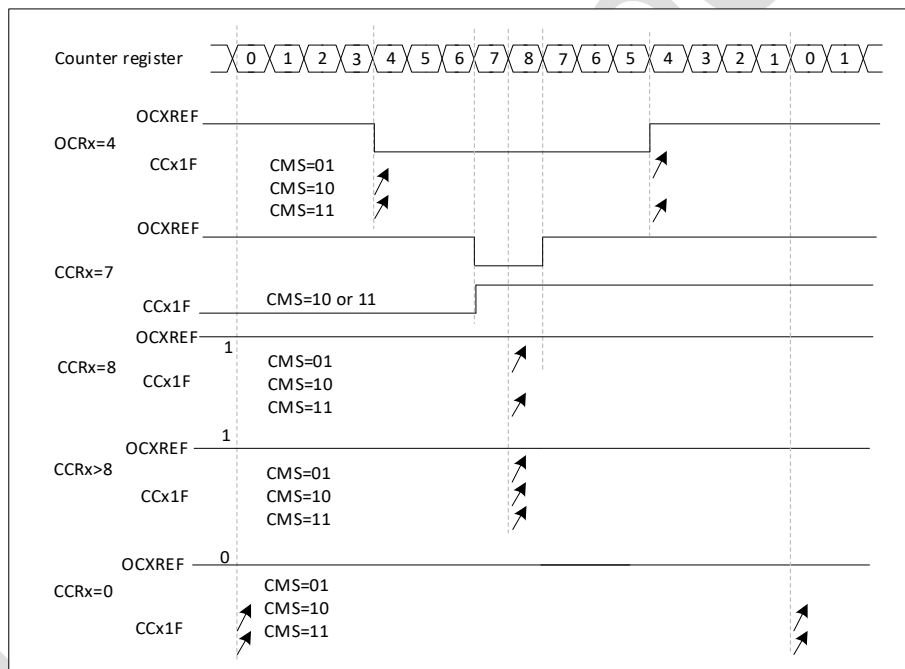 Counter register 0 1 2 3 4 5 6 7 8 7 6 5 4 3 2 1 0 1
OCXREF
OCRx=4
CCx1F CMS=01
CMS=10
CMS=11
OCXREF
CCRx=7
CCx1F CMS=10 or 11
OCXREF 1
CCRx=8 CMS=01
CCx1F CMS=10
CMS=11
OCXREF 1
CCRx>8
CMS=01
CCx1F CMS=10
CMS=11
OCXREF 0
CCRx=0 CMS=01
CMS=10
CCx1F CMS=11